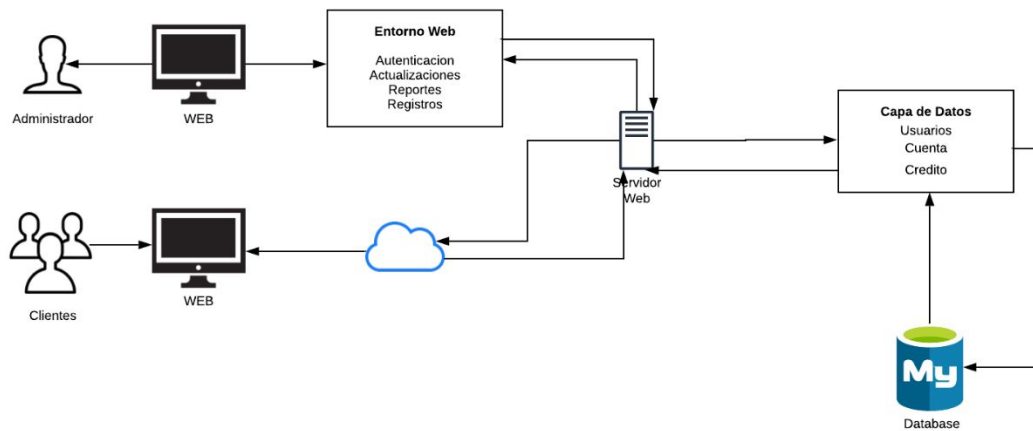 Entorno Web
Autenticacion
Actualizaciones
Reportes
Registros
Administrador
WEB
Servidor
Web
Capa de Datos
Usuarios
Cuenta
Credito
Clientes
WEB
My
Database